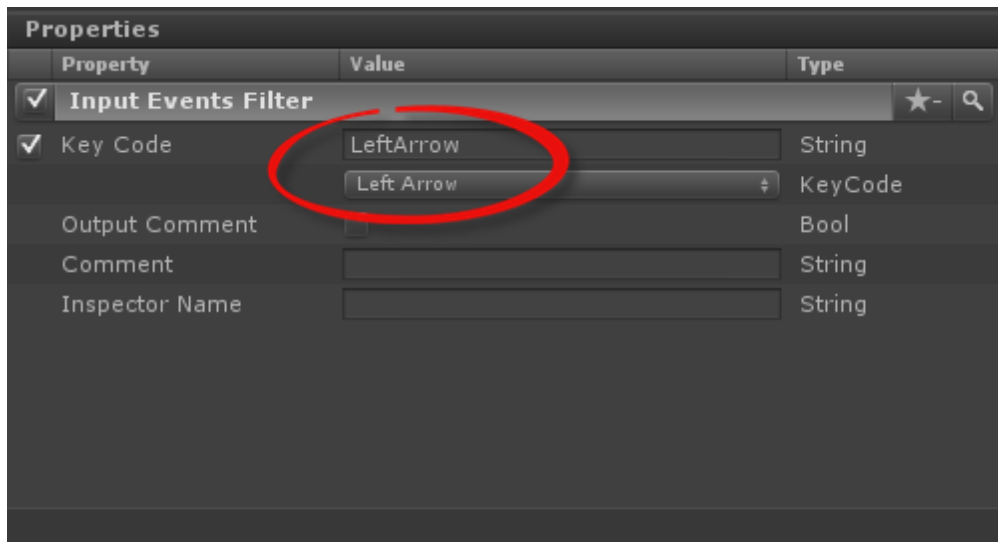 Properties
Property Value Type
Input Events Filter
Key Code LeftArrow String
Left Arrow KeyCode
Output Comment Bool
Comment String
Inspector Name String